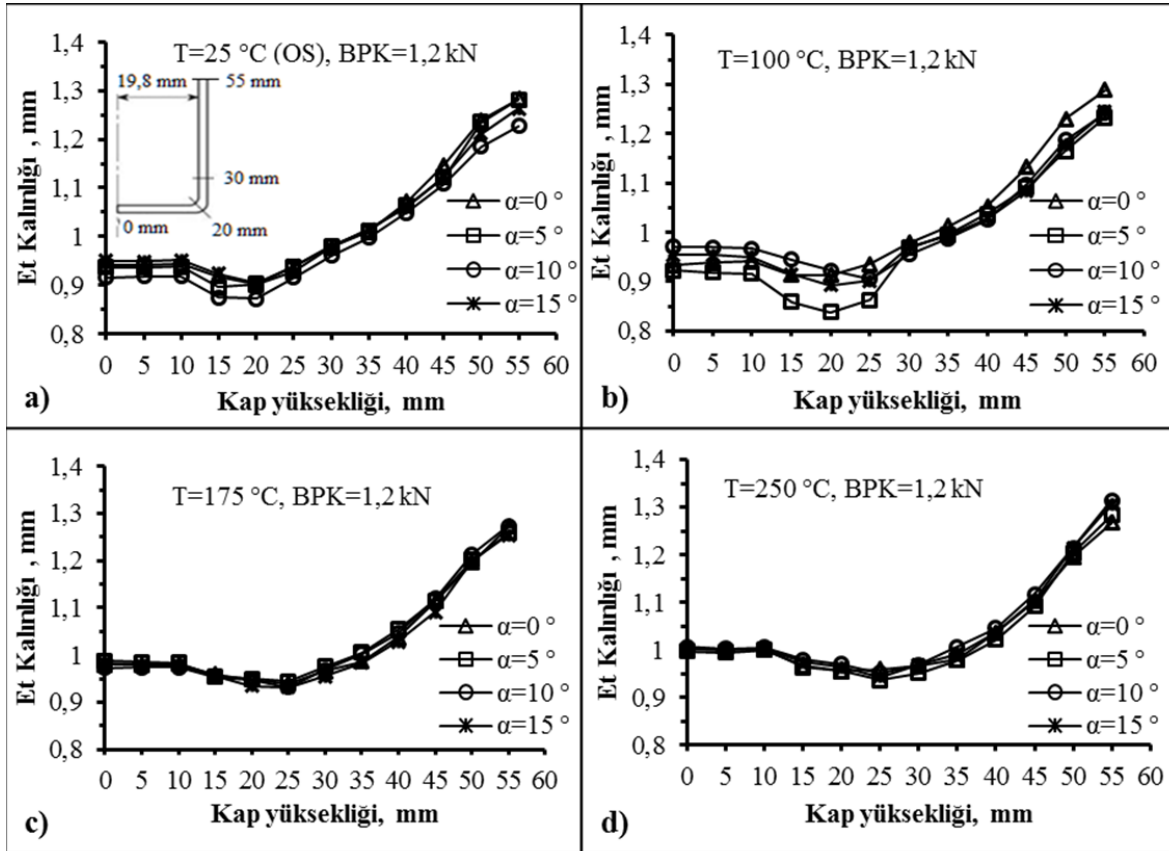 T=25 °C (OS), BPK=1,2 kN
Et Kalınlığı , mm
1,4
1,3
1,2
1,1
1
0,9
0,8
19,8 mm
55 mm
30 mm
20 mm
0 mm
α=0 °
α=5 °
α=10 °
α=15 °
0 5 10 15 20 25 30 35 40 45 50 55 60
a)
Kap yüksekliği, mm
T=100 °C, BPK=1,2 kN
Et Kalınlığı , mm
1,4
1,3
1,2
1,1
1
0,9
0,8
α=0 °
α=5 °
α=10 °
α=15 °
0 5 10 15 20 25 30 35 40 45 50 55 60
b)
Kap yüksekliği, mm
T=175 °C, BPK=1,2 kN
Et Kalınlığı , mm
1,4
1,3
1,2
1,1
1
0,9
0,8
α=0 °
α=5 °
α=10 °
α=15 °
0 5 10 15 20 25 30 35 40 45 50 55 60
c)
Kap yüksekliği, mm
T=250 °C, BPK=1,2 kN
Et Kalınlığı , mm
1,4
1,3
1,2
1,1
1
0,9
0,8
α=0 °
α=5 °
α=10 °
α=15 °
0 5 10 15 20 25 30 35 40 45 50 55 60
d)
Kap yüksekliği, mm